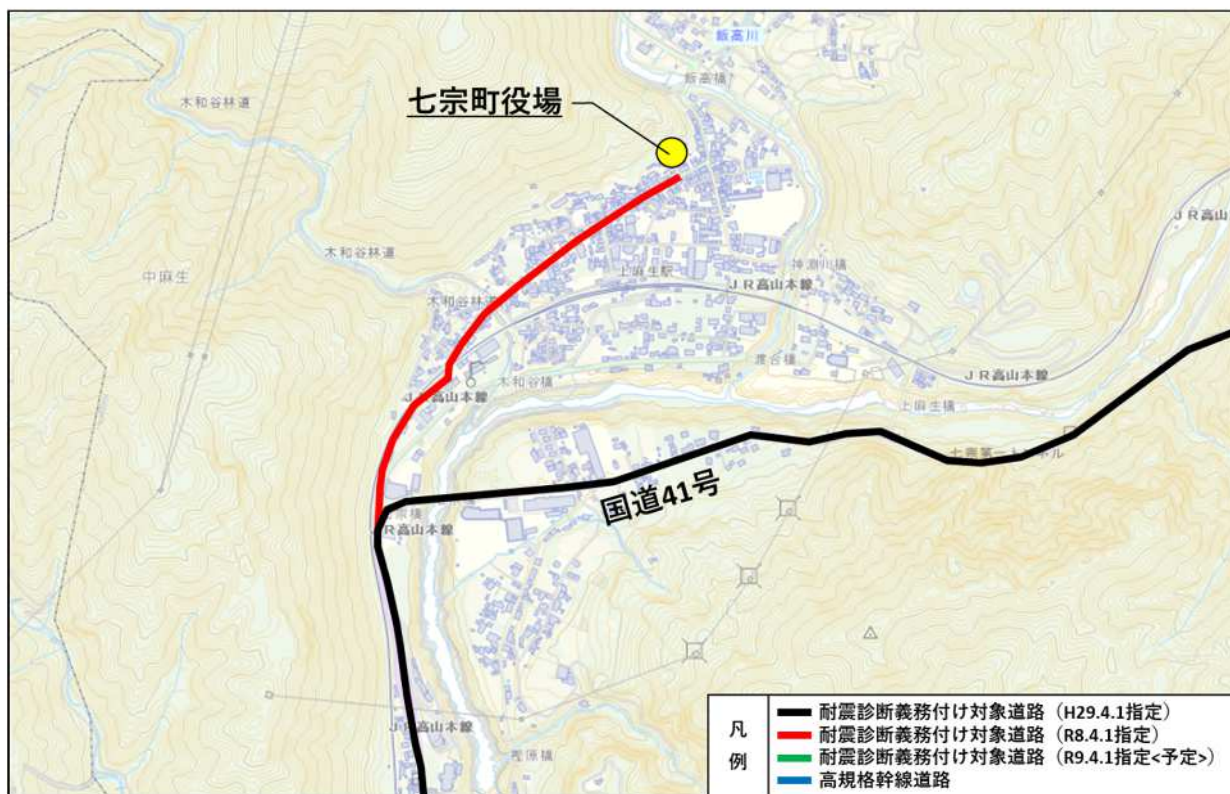 飯高川
飯高橋
木和谷林道
七宗町役場
木和谷林道
中麻生
上麻生駅
神淵川橋
JR高山本線
JR高山
木和谷林道
渡合橋
木和谷橋
JR高山本線
JR高山本線
上麻生橋
七曲第一トンネル
国道41号
R高山本線
JR高山本線
樫原橋
凡例
耐震診断義務付け対象道路（H29.4.1指定）
耐震診断義務付け対象道路（R8.4.1指定）
耐震診断義務付け対象道路（R9.4.1指定<予定>）
高規格幹線道路